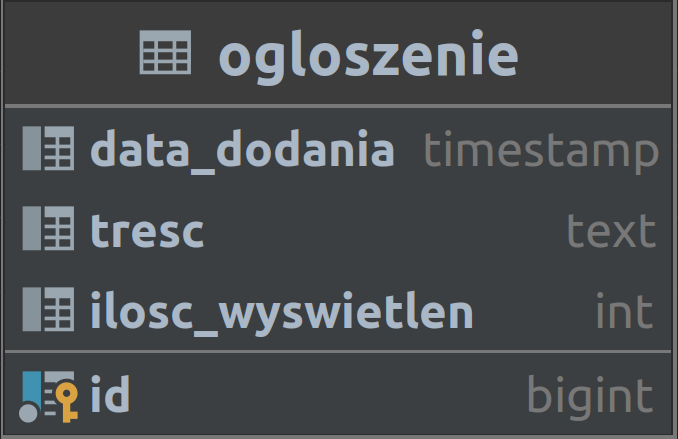 ogloszenie
data_dodania timestamp
tresc text
ilosc_wyswietlen int
id bigint